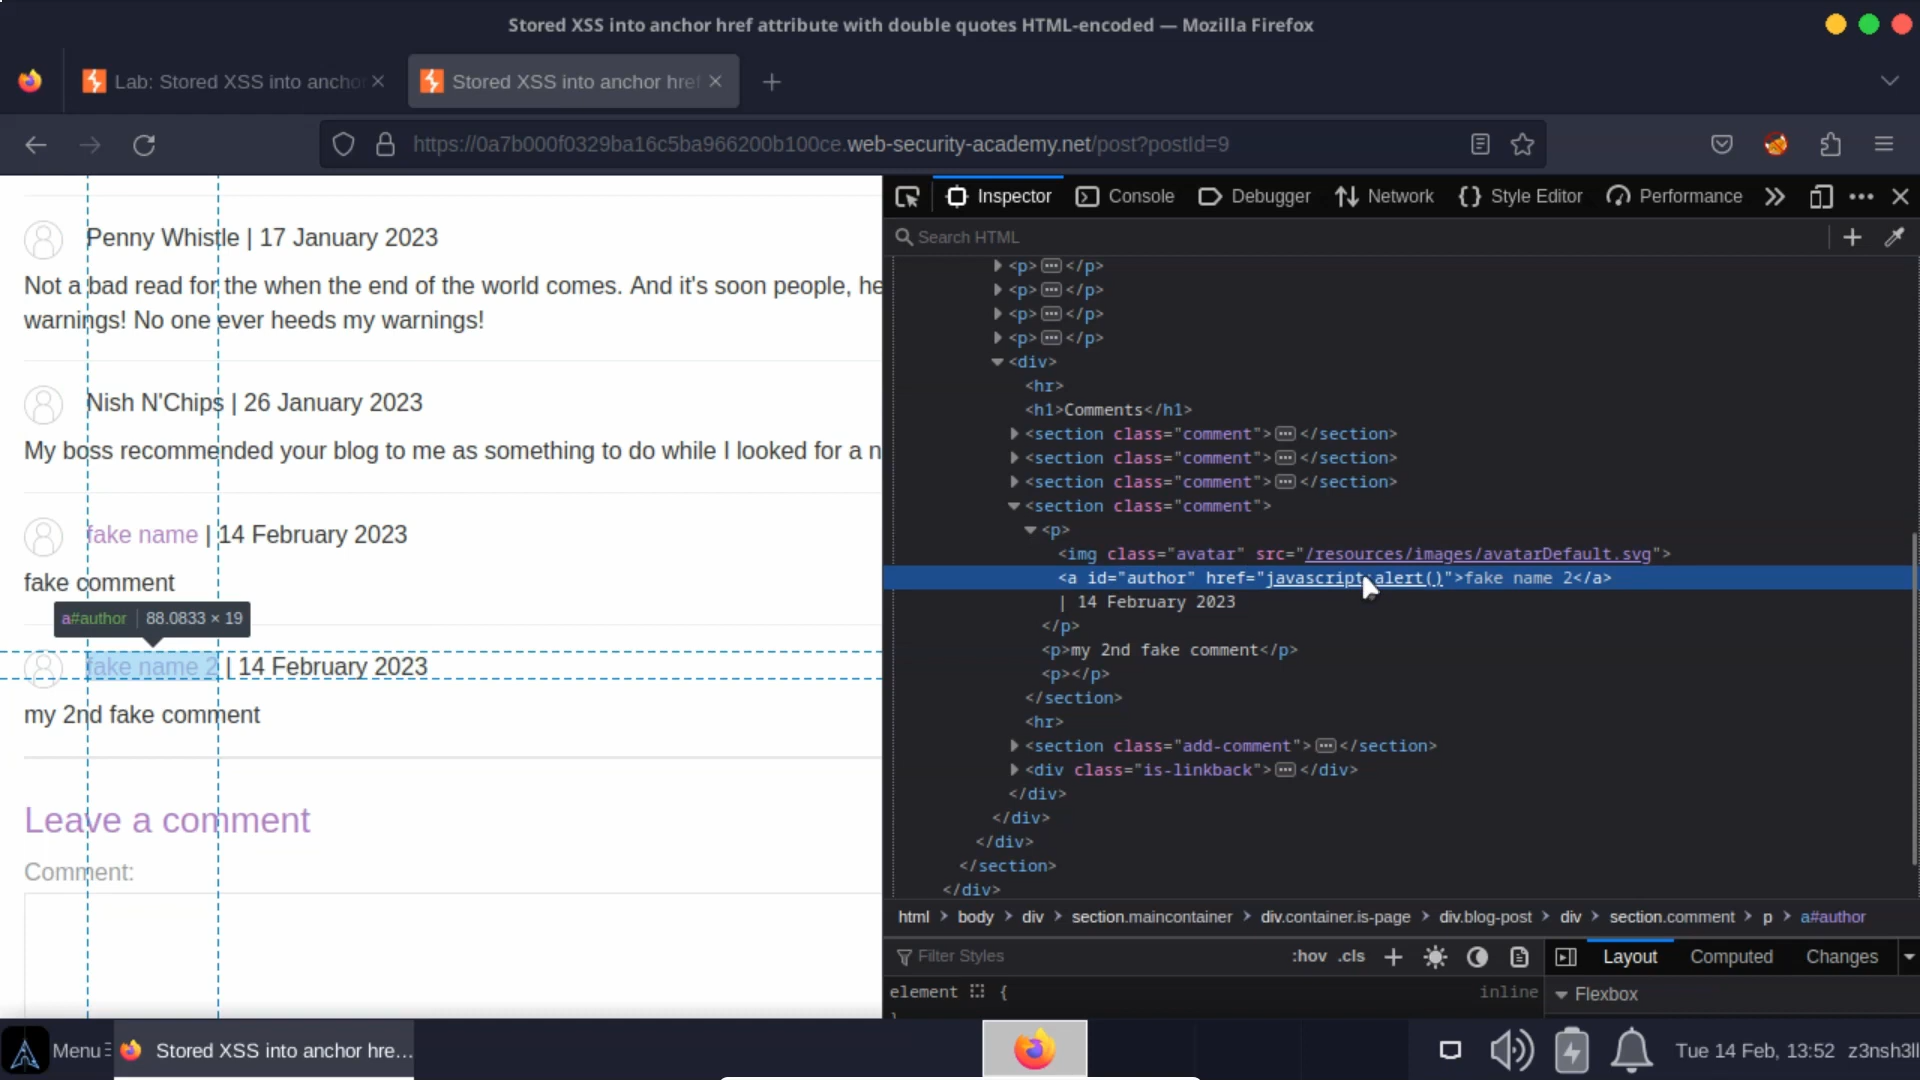 Stored XSS into anchor href attribute with double quotes HTML-encoded — Mozilla Firefox
Lab: Stored XSS into ancho
Stored XSS into anchor href
https://0a7b000f0329ba16c5ba966200b100ce.web-security-academy.net/post?postId=9
Penny Whistle | 17 January 2023
Not a bad read for the when the end of the world comes. And it's soon people, he
warnings! No one ever heeds my warnings!
Nish N'Chips | 26 January 2023
My boss recommended your blog to me as something to do while I looked for a n
fake name | 14 February 2023
fake comment
a#author | 88.0833 × 19
fake name 2 | 14 February 2023
my 2nd fake comment
Leave a comment
Comment:
Inspector Console Debugger Network Style Editor Performance
Search HTML
<p> </p>
<p> </p>
<p> </p>
<p> </p>
<div>
<hr>
<h1>Comments</h1>
<section class="comment"> </section>
<section class="comment"> </section>
<section class="comment"> </section>
<section class="comment">
<p>
<img class="avatar" src="/resources/images/avatarDefault.svg">
<a id="author" href="javascript:alert()">fake name 2</a>
| 14 February 2023
</p>
<p>my 2nd fake comment</p>
<p></p>
</section>
<hr>
<section class="add-comment"> </section>
<div class="is-linkback"> </div>
</div>
</div>
</div>
</section>
</div>
html > body > div > section.maincontainer > div.container.is-page > div.blog-post > div > section.comment > p > a#author
Filter Styles :hov .cls
Layout Computed Changes
element { inline
}
Flexbox
Menu
Stored XSS into anchor hre...
Tue 14 Feb, 13:52 z3nsh3ll